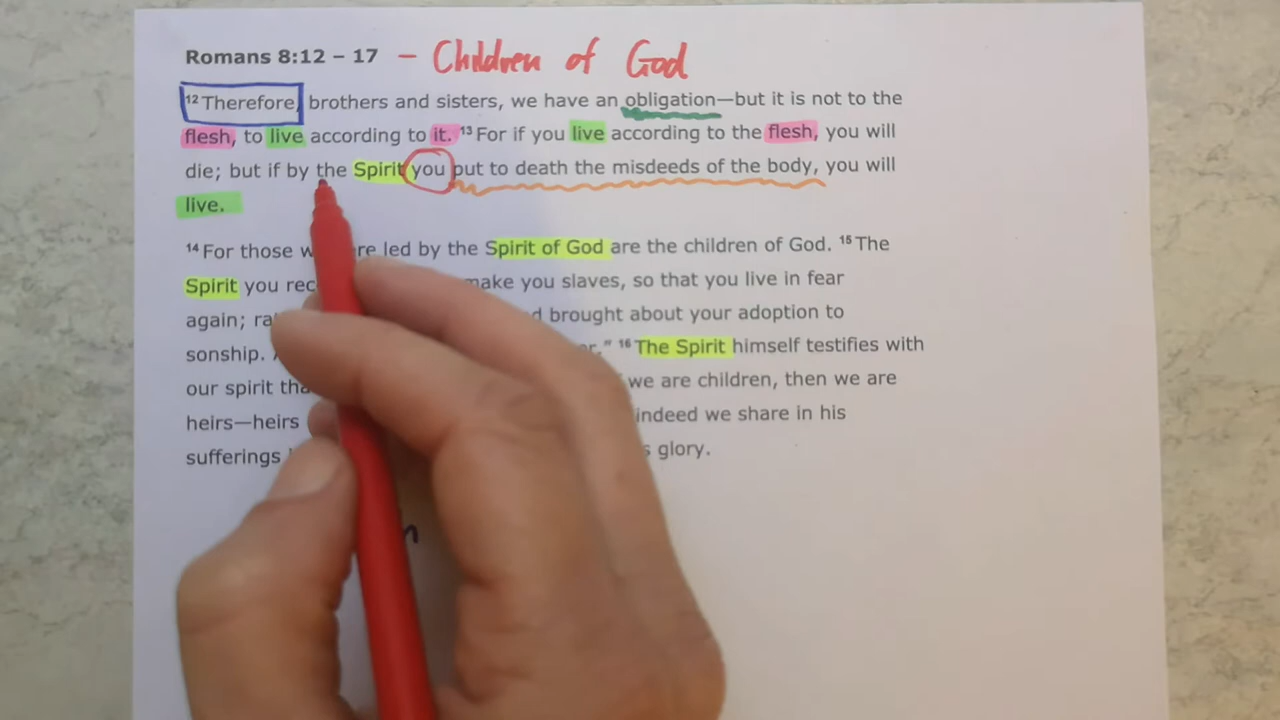 Romans 8:12 – 17 – Children of God
¹² Therefore, brothers and sisters, we have an obligation—but it is not to the
flesh, to live according to it. ¹³ For if you live according to the flesh, you will
die; but if by the Spirit you put to death the misdeeds of the body, you will
live.
¹⁴ For those led by the Spirit of God are the children of God. ¹⁵ The
Spirit you make you slaves, so that you live in fear
again; brought about your adoption to
sonship. ¹⁶ The Spirit himself testifies with
our spirit we are children, then we are
heirs—heirs indeed we share in his
sufferings glory.